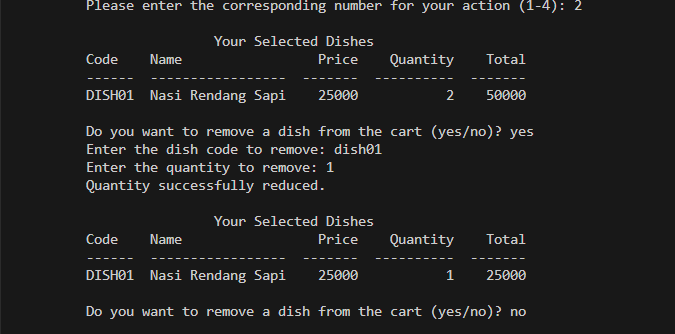 Please enter the corresponding number for your action (1-4): 2
Your Selected Dishes
Code    Name                 Price    Quantity    Total
------  -----------------  -------  ----------  -------
DISH01  Nasi Rendang Sapi    25000           2    50000
Do you want to remove a dish from the cart (yes/no)? yes
Enter the dish code to remove: dish01
Enter the quantity to remove: 1
Quantity successfully reduced.
Your Selected Dishes
Code    Name                 Price    Quantity    Total
------  -----------------  -------  ----------  -------
DISH01  Nasi Rendang Sapi    25000           1    25000
Do you want to remove a dish from the cart (yes/no)? no